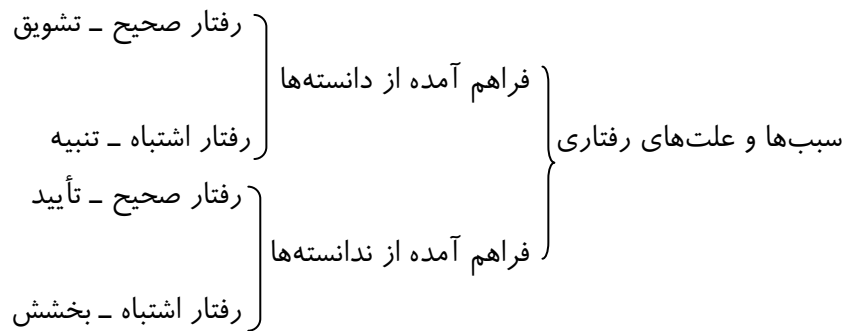 رفتار صحیح ـ تشویق
فراهم آمده از دانسته‌ها
رفتار اشتباه ـ تنبیه
سبب‌ها و علت‌های رفتاری
رفتار صحیح ـ تأیید
فراهم آمده از ندانسته‌ها
رفتار اشتباه ـ بخشش